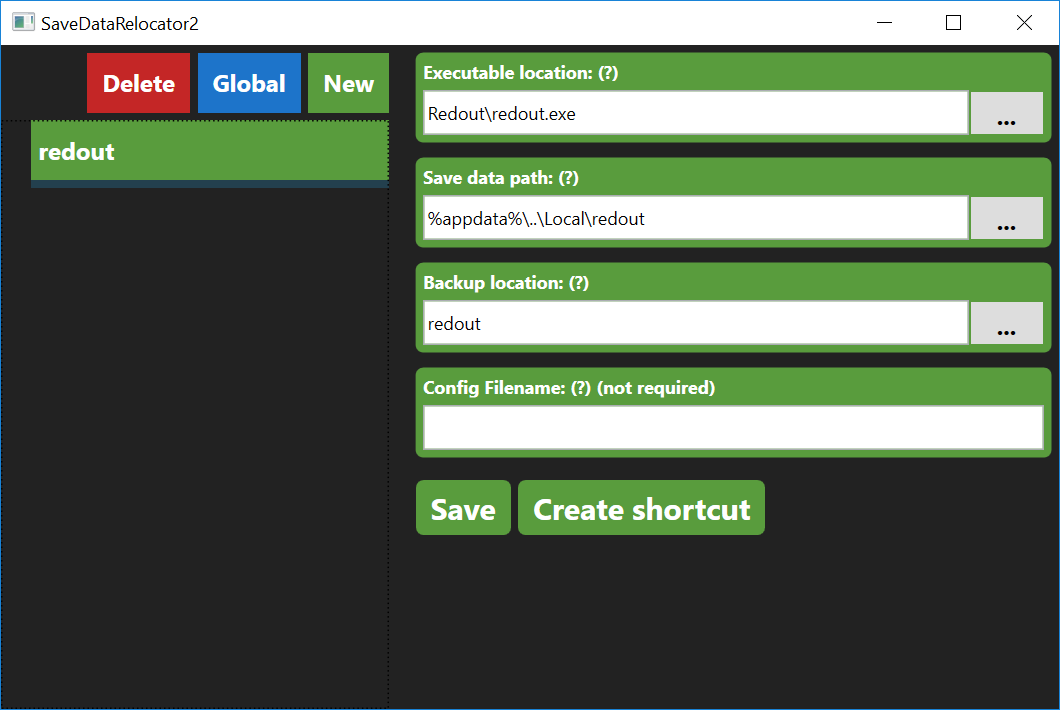 SaveDataRelocator2
Delete Global New
redout
Executable location: (?)
Redout\redout.exe ...
Save data path: (?)
%appdata%\..\Local\redout ...
Backup location: (?)
redout ...
Config Filename: (?) (not required)
Save Create shortcut